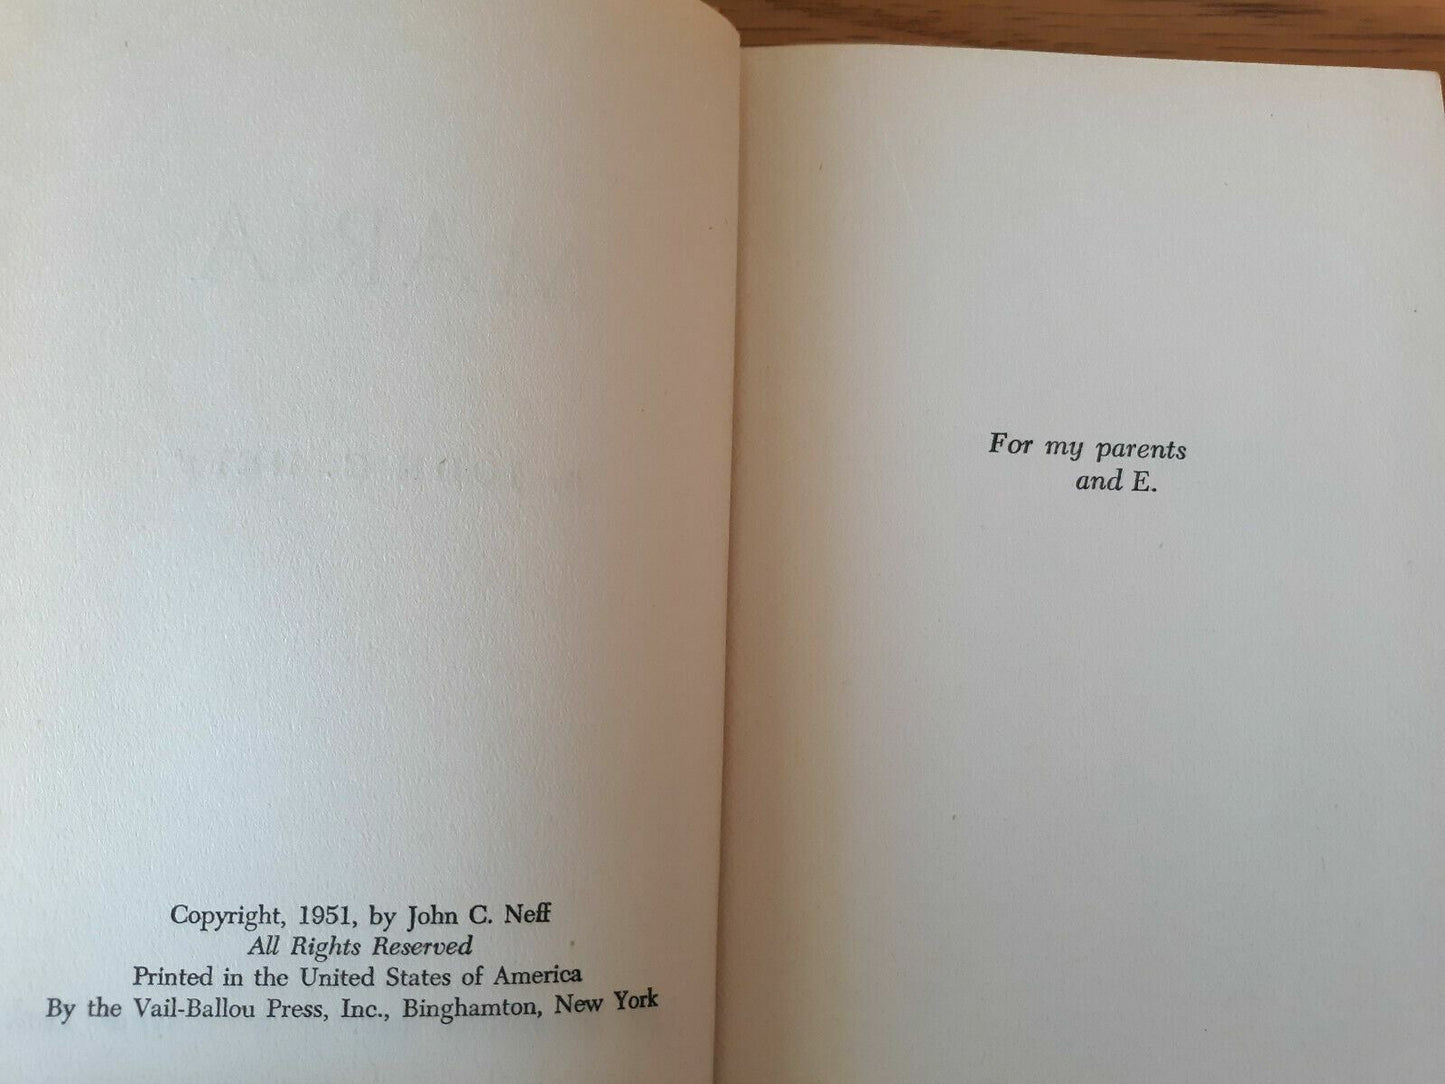 Copyright, 1951, by John C. Neff
All Rights Reserved
Printed in the United States of America
By the Vail-Ballou Press, Inc., Binghamton, New York
For my parents
and E.